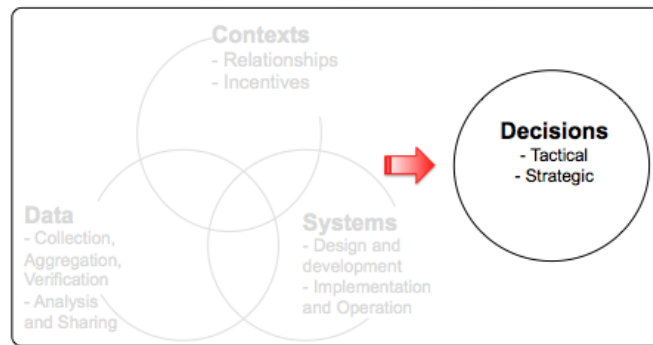 Contexts
- Relationships
- Incentives
Decisions
- Tactical
- Strategic
Data
- Collection,
Aggregation,
Verification
- Analysis
and Sharing
Systems
- Design and
development
- Implementation
and Operation